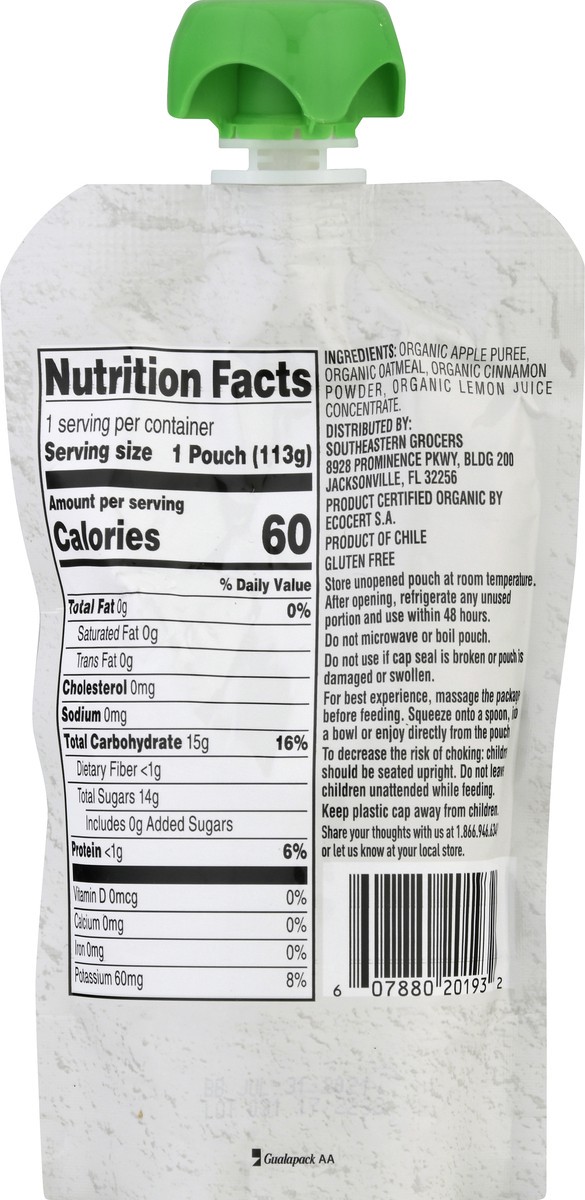 Nutrition Facts
1 serving per container
Serving size 1 Pouch (113g)
Amount per serving
Calories 60
% Daily Value
Total Fat 0g 0%
Saturated Fat 0g
Trans Fat 0g
Cholesterol 0mg
Sodium 0mg
Total Carbohydrate 15g 16%
Dietary Fiber <1g
Total Sugars 14g
Includes 0g Added Sugars
Protein <1g 6%
Vitamin D 0mcg 0%
Calcium 0mg 0%
Iron 0mg 0%
Potassium 60mg 8%
INGREDIENTS: ORGANIC APPLE PUREE,
ORGANIC OATMEAL, ORGANIC CINNAMON
POWDER, ORGANIC LEMON JUICE
CONCENTRATE.
DISTRIBUTED BY:
SOUTHEASTERN GROCERS
8928 PROMINENCE PKWY, BLDG 200
JACKSONVILLE, FL 32256
PRODUCT CERTIFIED ORGANIC BY
ECOCERT S.A.
PRODUCT OF CHILE
GLUTEN FREE
Store unopened pouch at room temperature.
After opening, refrigerate any unused
portion and use within 48 hours.
Do not microwave or boil pouch.
Do not use if cap seal is broken or pouch is
damaged or swollen.
For best experience, massage the package
before feeding. Squeeze onto a spoon,
a bowl or enjoy directly from the pouch
To decrease the risk of choking:
should be seated upright. Do not leave
children unattended while feeding.
Keep plastic cap away from children.
Share your thoughts with us at
or let us know at your local store.
6 07880 20193 2
Gualapack AA